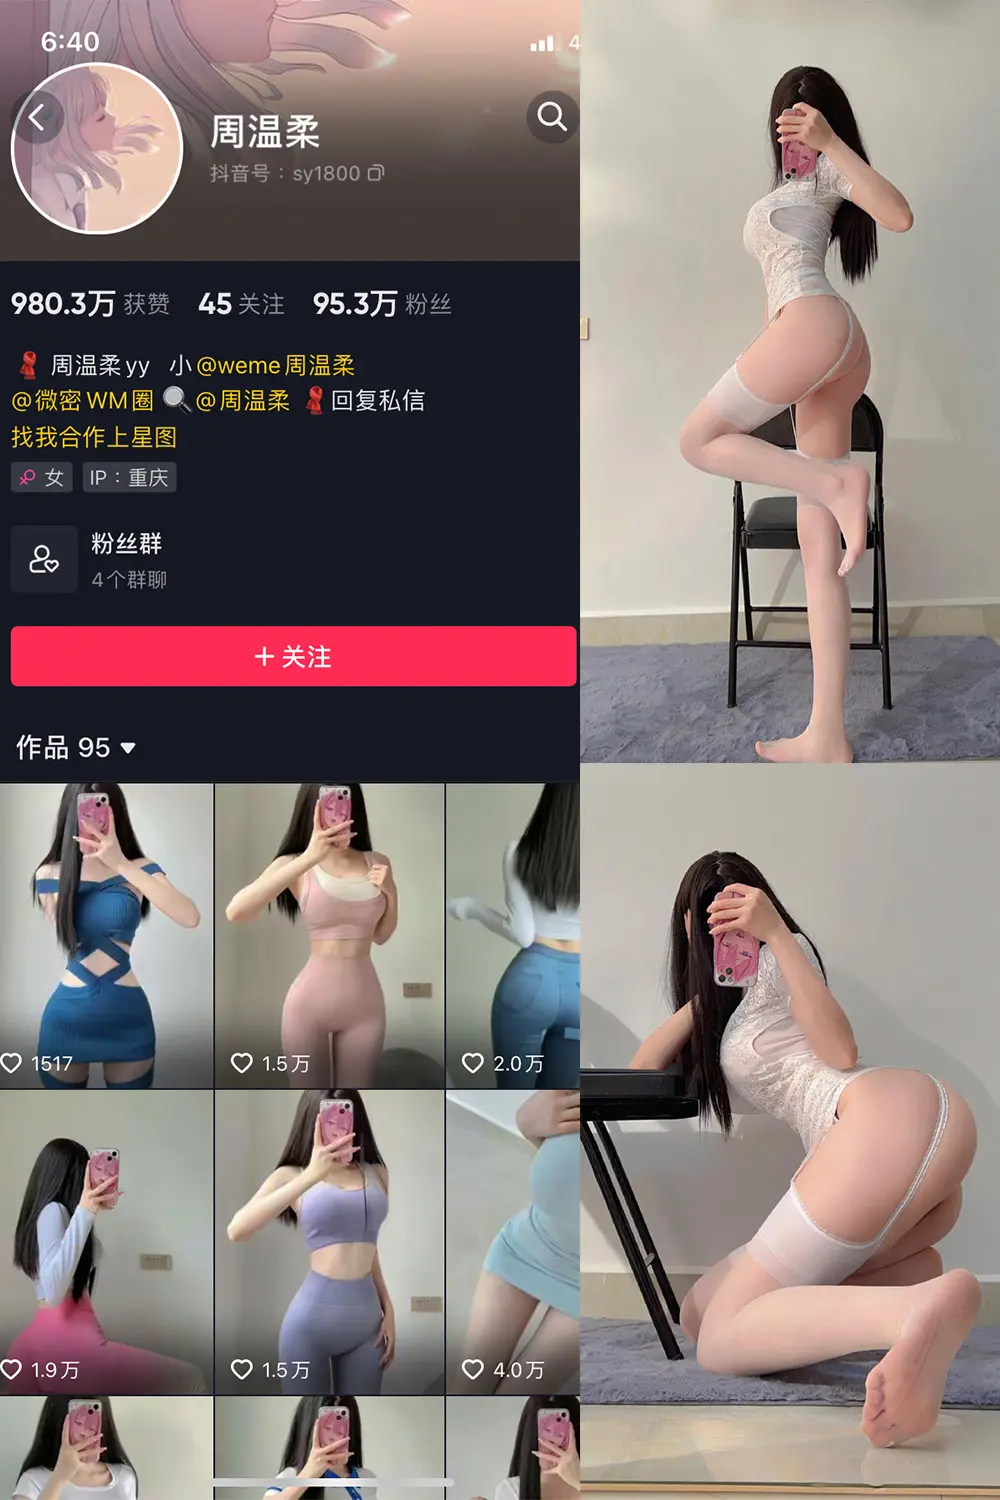 6:40
4
周温柔
抖音号：sy1800
980.3万 获赞 45 关注 95.3万 粉丝
周温柔yy 小@weme周温柔
@微密WM圈 @周温柔 回复私信
找我合作上星图
女 IP：重庆
粉丝群
4个群聊
+ 关注
作品 95
1517 1.5万 2.0万
1.9万 1.5万 4.0万